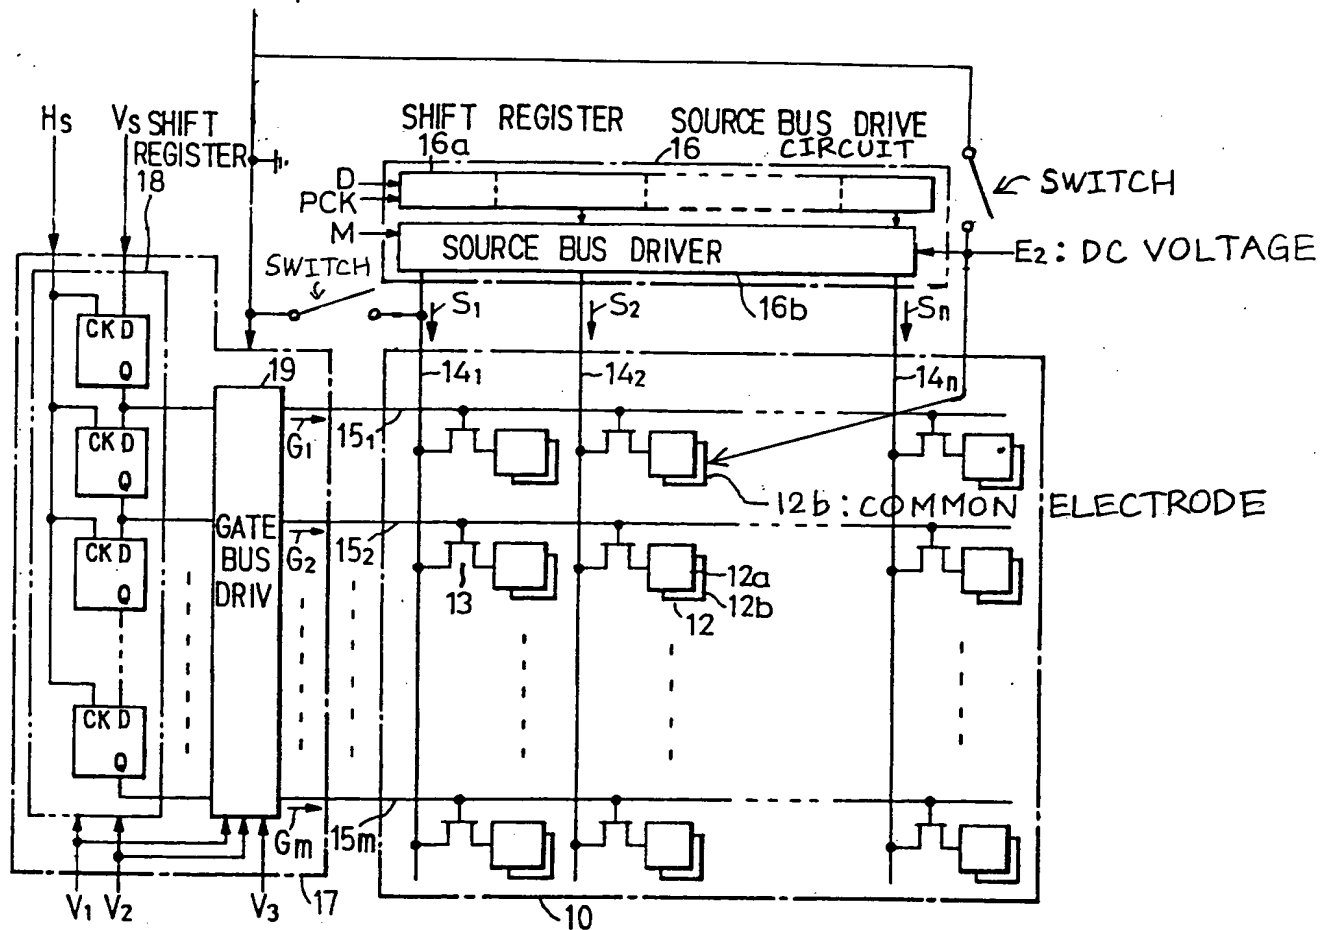 Hs
Vs SHIFT REGISTER
18
SHIFT REGISTER
16a
SOURCE BUS DRIVE CIRCUIT
16
D
PCK
M
SOURCE BUS DRIVER
16b
SWITCH
E2: DC VOLTAGE
SWITCH
S1
S2
Sn
19
141
142
14n
CK D
Q
CK D
Q
CK D
Q
CK D
Q
GATE BUS DRIV
G1
151
G2
152
Gm
15m
12b: COMMON ELECTRODE
13
12a
12b
12
V1
V2
V3
17
10